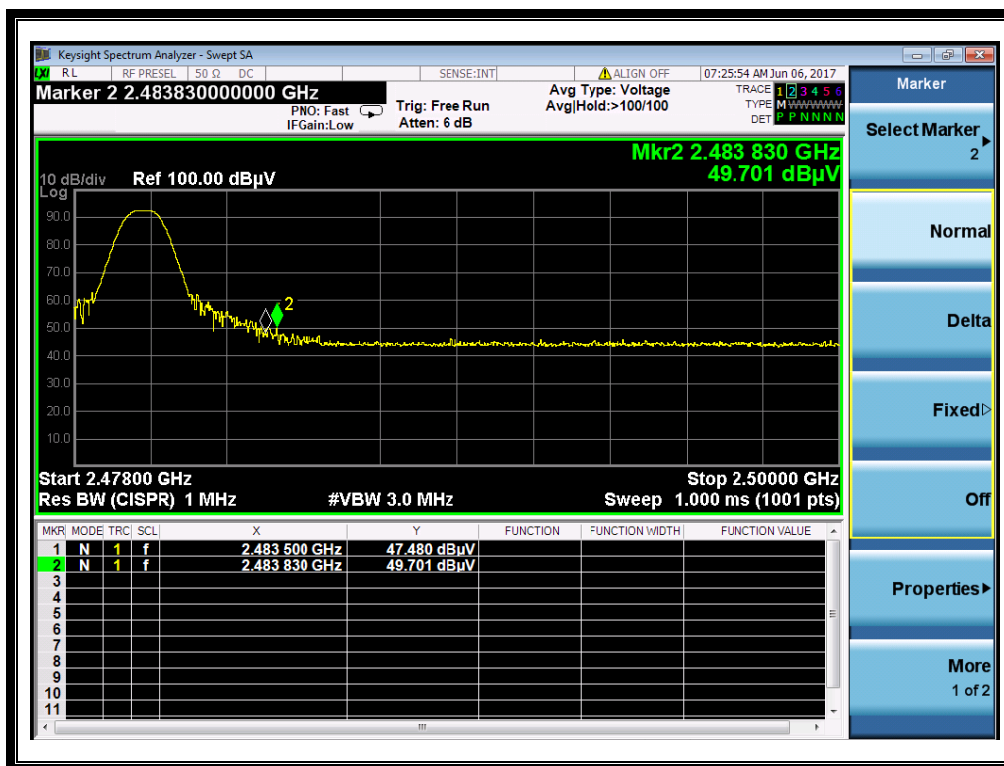 Keysight Spectrum Analyzer - Swept SA
LXI RL RF PRESEL 50 Ω DC SENSE:INT ALIGN OFF 07:25:54 AM Jun 06, 2017
Marker 2 2.483830000000 GHz
PNO: Fast
IFGain:Low
Trig: Free Run
Atten: 6 dB
Avg Type: Voltage
Avg|Hold:>100/100
TRACE 1 2 3 4 5 6
TYPE M WWWWW
DET P P N N N N
Mkr2 2.483 830 GHz
49.701 dBµV
10 dB/div Ref 100.00 dBµV
Log
90.0
80.0
70.0
60.0
50.0
40.0
30.0
20.0
10.0
2
Start 2.47800 GHz Stop 2.50000 GHz
Res BW (CISPR) 1 MHz #VBW 3.0 MHz Sweep 1.000 ms (1001 pts)
MKR MODE TRC SCL X Y FUNCTION FUNCTION WIDTH FUNCTION VALUE
1 N 1 f 2.483 500 GHz 47.480 dBµV
2 N 1 f 2.483 830 GHz 49.701 dBµV
3
4
5
6
7
8
9
10
11
Marker
Select Marker
2
Normal
Delta
Fixed
Off
Properties
More
1 of 2